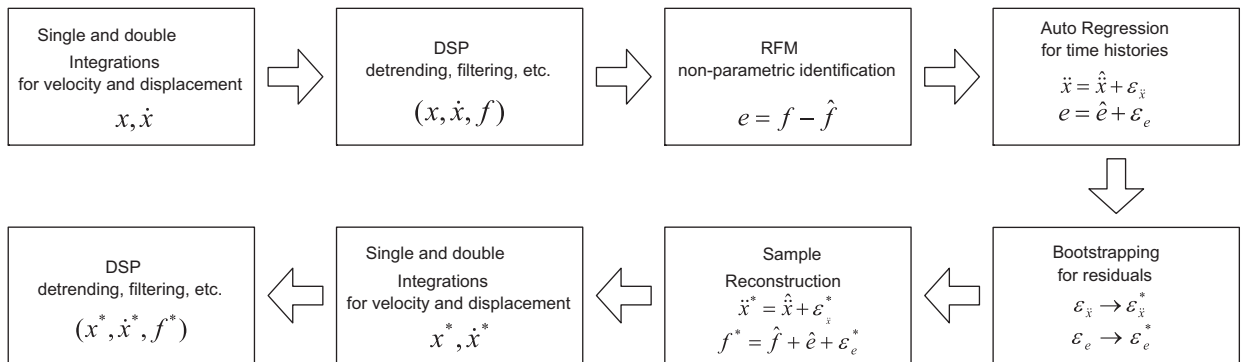 Single and double
Integrations
for velocity and displacement
x, ẋ
DSP
detrending, filtering, etc.
(x, ẋ, f)
RFM
non-parametric identification
e = f − f̂
Auto Regression
for time histories
ẍ = ẍ̂ + ε_ẍ
e = ê + ε_e
Bootstrapping
for residuals
ε_ẍ → ε*_ẍ
ε_e → ε_e*
Sample
Reconstruction
ẍ* = ẍ̂ + ε*_ẍ
f* = f̂ + ê + ε_e*
Single and double
Integrations
for velocity and displacement
x*, ẋ*
DSP
detrending, filtering, etc.
(x*, ẋ*, f*)